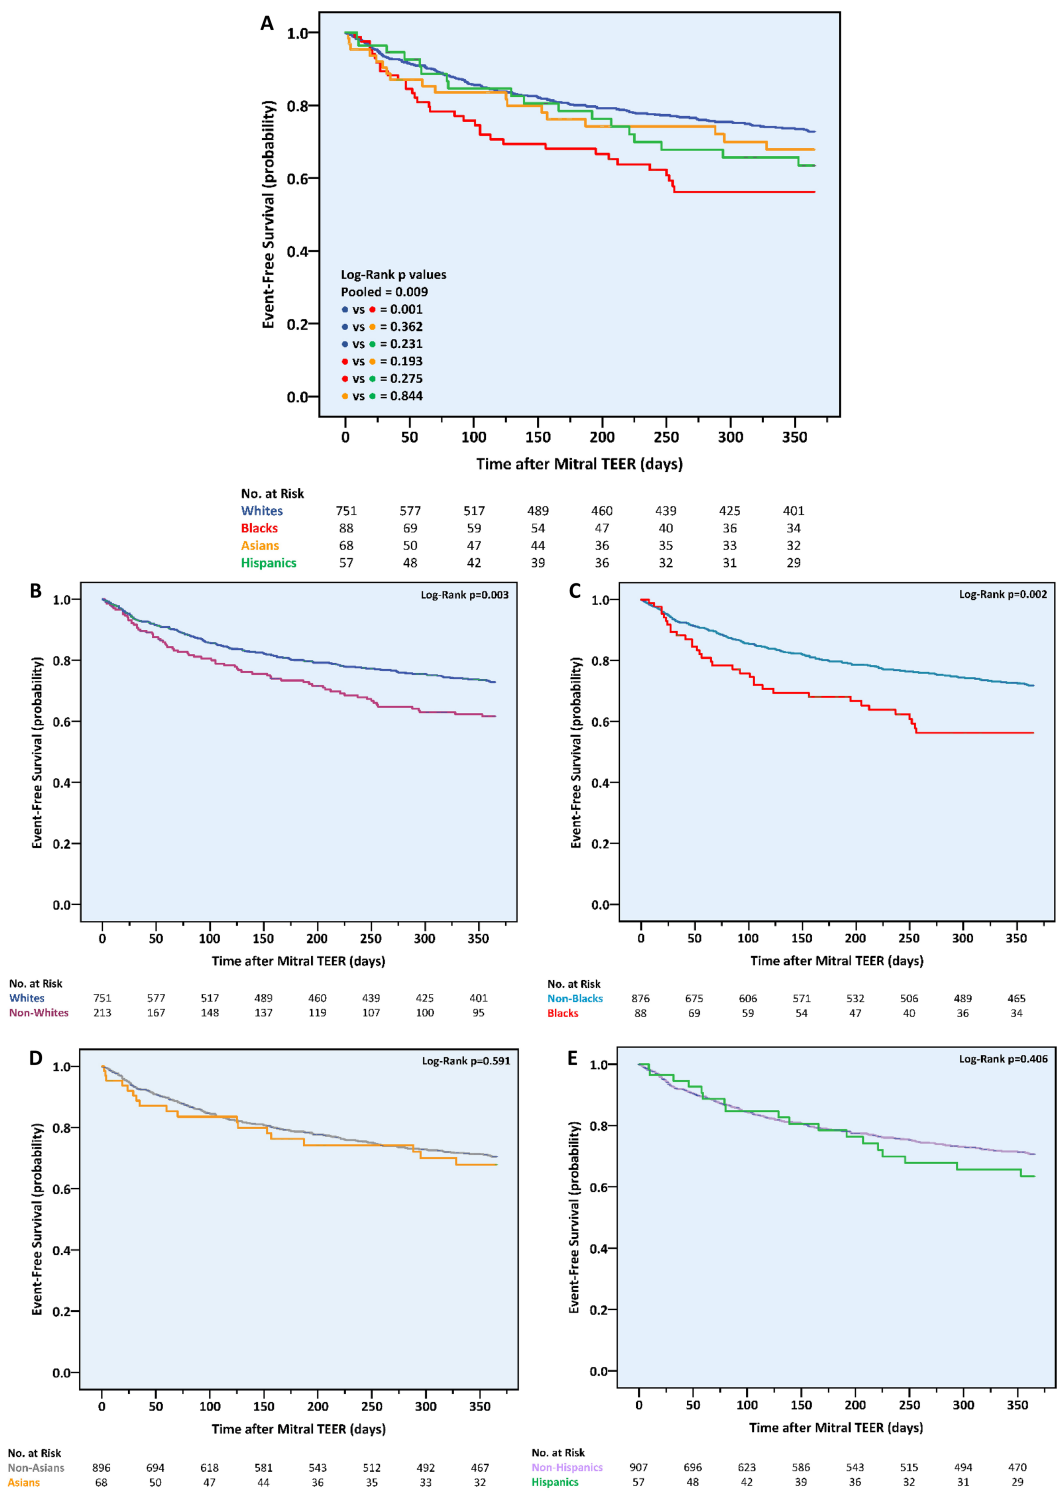 A
Event-Free Survival (probability)
1.0
0.8
0.6
0.4
0.2
0.0
Log-Rank p values
Pooled = 0.009
vs = 0.001
vs = 0.362
vs = 0.231
vs = 0.193
vs = 0.275
vs = 0.844
0 50 100 150 200 250 300 350
Time after Mitral TEER (days)
No. at Risk
Whites 751 577 517 489 460 439 425 401
Blacks 88 69 59 54 47 40 36 34
Asians 68 50 47 44 36 35 33 32
Hispanics 57 48 42 39 36 32 31 29
B
Log-Rank p=0.003
Event-Free Survival (probability)
1.0
0.8
0.6
0.4
0.2
0.0
0 50 100 150 200 250 300 350
Time after Mitral TEER (days)
No. at Risk
Whites 751 577 517 489 460 439 425 401
Non-Whites 213 167 148 137 119 107 100 95
C
Log-Rank p=0.002
Event-Free Survival (probability)
1.0
0.8
0.6
0.4
0.2
0.0
0 50 100 150 200 250 300 350
Time after Mitral TEER (days)
No. at Risk
Non-Blacks 876 675 606 571 532 506 489 465
Blacks 88 69 59 54 47 40 36 34
D
Log-Rank p=0.591
Event-Free Survival (probability)
1.0
0.8
0.6
0.4
0.2
0.0
0 50 100 150 200 250 300 350
Time after Mitral TEER (days)
No. at Risk
Non-Asians 896 694 618 581 543 512 492 467
Asians 68 50 47 44 36 35 33 32
E
Log-Rank p=0.406
Event-Free Survival (probability)
1.0
0.8
0.6
0.4
0.2
0.0
0 50 100 150 200 250 300 350
Time after Mitral TEER (days)
No. at Risk
Non-Hispanics 907 696 623 586 543 515 494 470
Hispanics 57 48 42 39 36 32 31 29